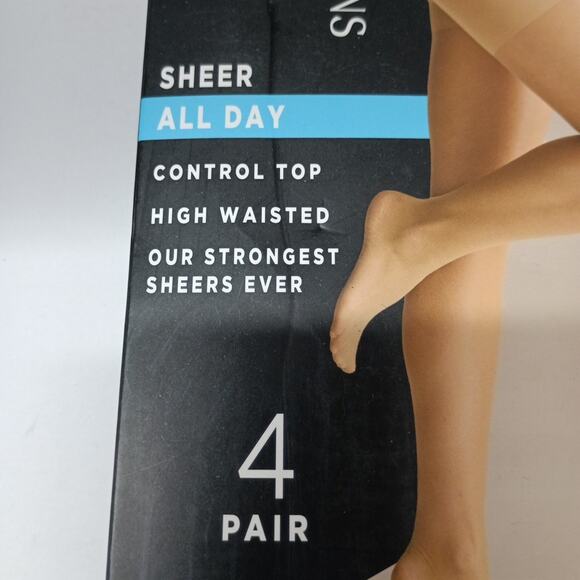 SHEER
ALL DAY
CONTROL TOP
HIGH WAISTED
OUR STRONGEST
SHEERS EVER
4
PAIR